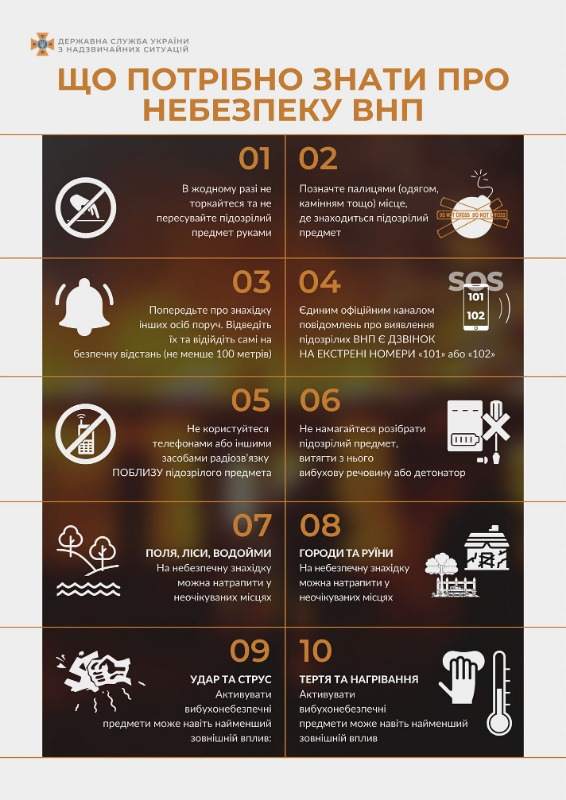 ДЕРЖАВНА СЛУЖБА УКРАЇНИ
З НАДЗВИЧАЙНИХ СИТУАЦІЙ
ЩО ПОТРІБНО ЗНАТИ ПРО
НЕБЕЗПЕКУ ВНП
01
В жодному разі не
торкайтеся та не
пересувайте підозрілий
предмет руками
02
Позначте палицями (одягом,
камінням тощо) місце,
де знаходиться підозрілий
предмет
DO NOT CROSS DO NOT CROSS
03
Попередьте про знахідку
інших осіб поруч. Відведіть
їх та відійдіть самі на
безпечну відстань (не менше 100 метрів)
04
Єдиним офіційним каналом
повідомлень про виявлення
підозрілих ВНП Є ДЗВІНОК
НА ЕКСТРЕНІ НОМЕРИ «101» або «102»
SOS
101
102
05
Не користуйтеся
телефонами або іншими
засобами радіозв'язку
ПОБЛИЗУ підозрілого предмета
06
Не намагайтеся розібрати
підозрілий предмет,
витягти з нього
вибухову речовину або детонатор
07
ПОЛЯ, ЛІСИ, ВОДОЙМИ
На небезпечну знахідку
можна натрапити у
неочікуваних місцях
08
ГОРОДИ ТА РУЇНИ
На небезпечну знахідку
можна натрапити у
неочікуваних місцях
09
УДАР ТА СТРУС
Активувати
вибухонебезпечні
предмети може навіть найменший
зовнішній вплив:
10
ТЕРТЯ ТА НАГРІВАННЯ
Активувати
вибухонебезпечні
предмети може навіть найменший
зовнішній вплив